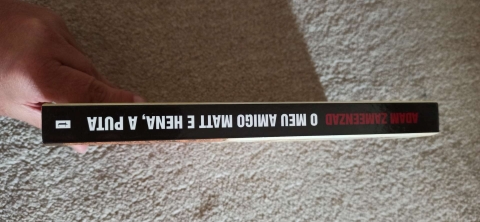 ADAM ZAMEENZAD O MEU AMIGO MATT E HENA, A PUTA